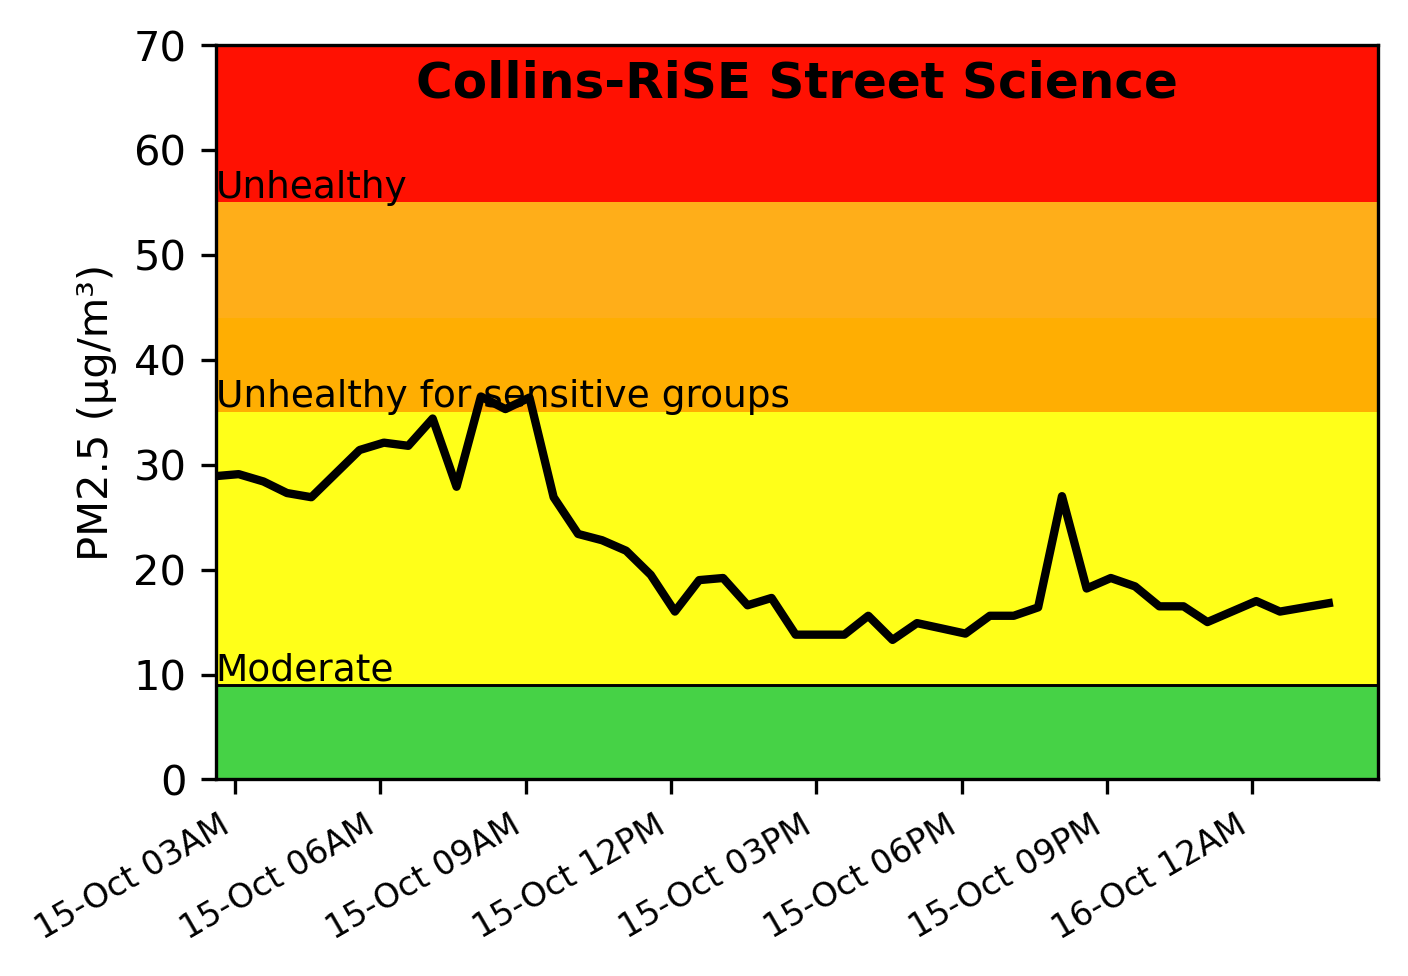 Collins-RiSE Street Science
70
60
Unhealthy
50
40
Unhealthy for sensitive groups
30
20
10
Moderate
0
PM2.5 (µg/m³)
15-Oct 03AM
15-Oct 06AM
15-Oct 09AM
15-Oct 12PM
15-Oct 03PM
15-Oct 06PM
15-Oct 09PM
16-Oct 12AM